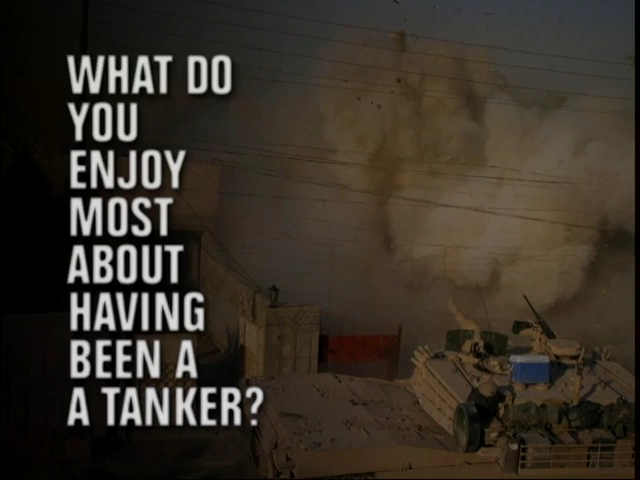 WHAT DO
YOU
ENJOY
MOST
ABOUT
HAVING
BEEN A
A TANKER?